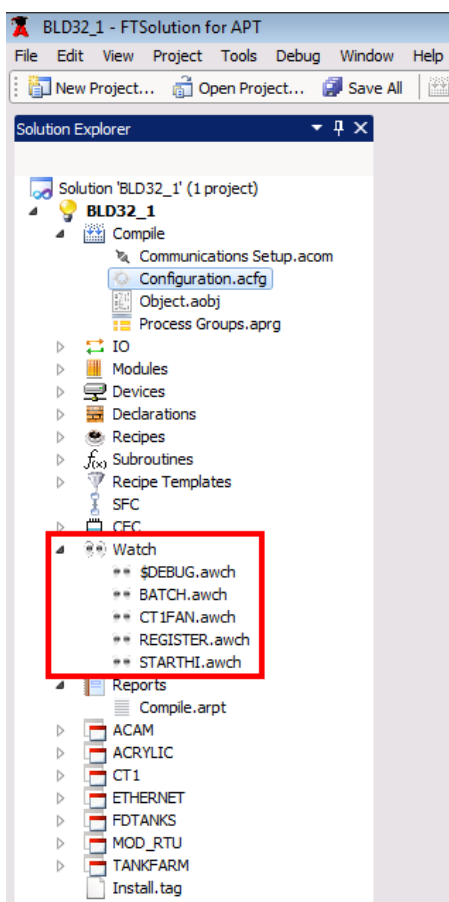 BLD32_1 - FTSolution for APT
File Edit View Project Tools Debug Window Help
New Project... Open Project... Save All
Solution Explorer
Solution 'BLD32_1' (1 project)
BLD32_1
Compile
Communications Setup.acom
Configuration.acfg
Object.aobj
Process Groups.aprg
IO
Modules
Devices
Declarations
Recipes
f(x) Subroutines
Recipe Templates
SFC
CFC
Watch
$DEBUG.awch
BATCH.awch
CT1FAN.awch
REGISTER.awch
STARTHI.awch
Reports
Compile.arpt
ACAM
ACRYLIC
CT1
ETHERNET
FDTANKS
MOD_RTU
TANKFARM
Install.tag